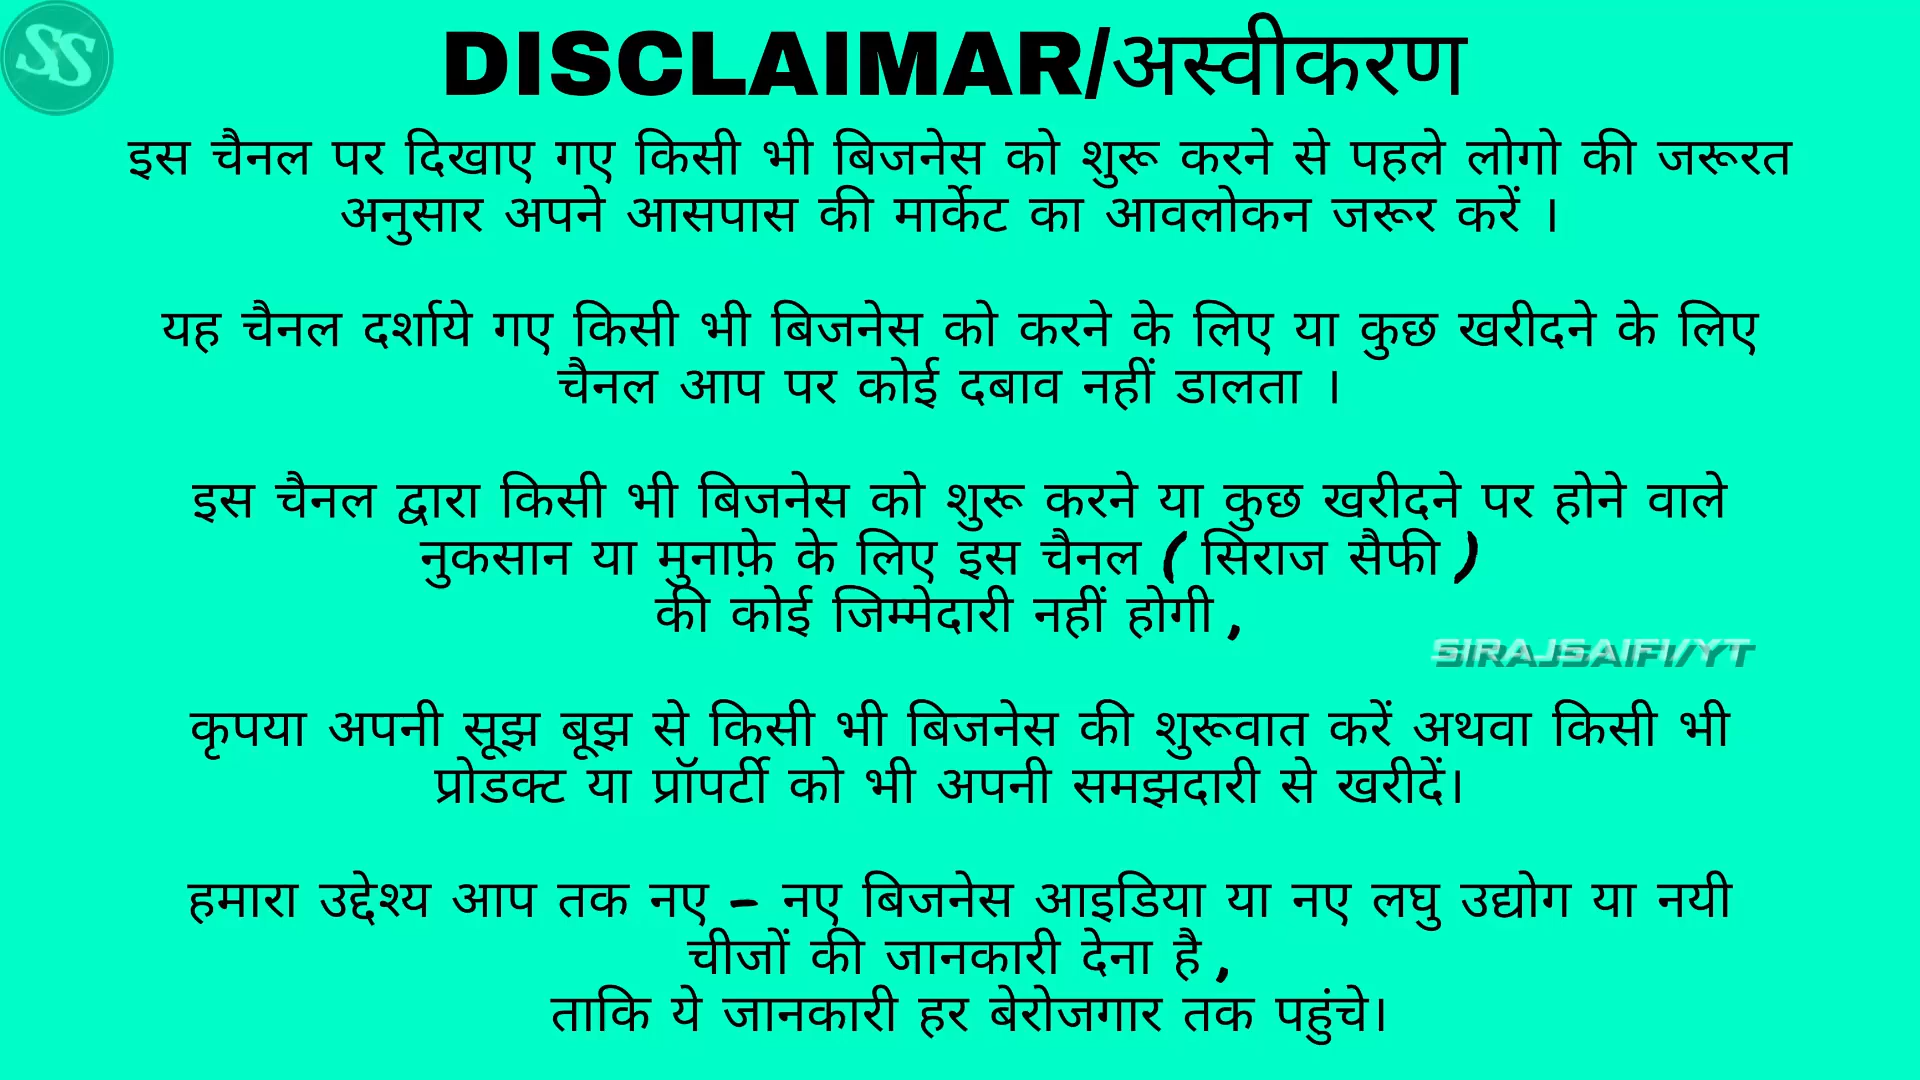 SS
DISCLAIMAR/अस्वीकरण
इस चैनल पर दिखाए गए किसी भी बिजनेस को शुरू करने से पहले लोगो की जरूरत
अनुसार अपने आसपास की मार्केट का आवलोकन जरूर करें ।
यह चैनल दर्शाये गए किसी भी बिजनेस को करने के लिए या कुछ खरीदने के लिए
चैनल आप पर कोई दबाव नहीं डालता ।
इस चैनल द्वारा किसी भी बिजनेस को शुरू करने या कुछ खरीदने पर होने वाले
नुकसान या मुनाफ़े के लिए इस चैनल ( सिराज सैफी )
की कोई जिम्मेदारी नहीं होगी ,
SIRAJSAIFI/YT
कृपया अपनी सूझ बूझ से किसी भी बिजनेस की शुरूवात करें अथवा किसी भी
प्रोडक्ट या प्रॉपर्टी को भी अपनी समझदारी से खरीदें।
हमारा उद्देश्य आप तक नए - नए बिजनेस आइडिया या नए लघु उद्योग या नयी
चीजों की जानकारी देना है ,
ताकि ये जानकारी हर बेरोजगार तक पहुंचे।